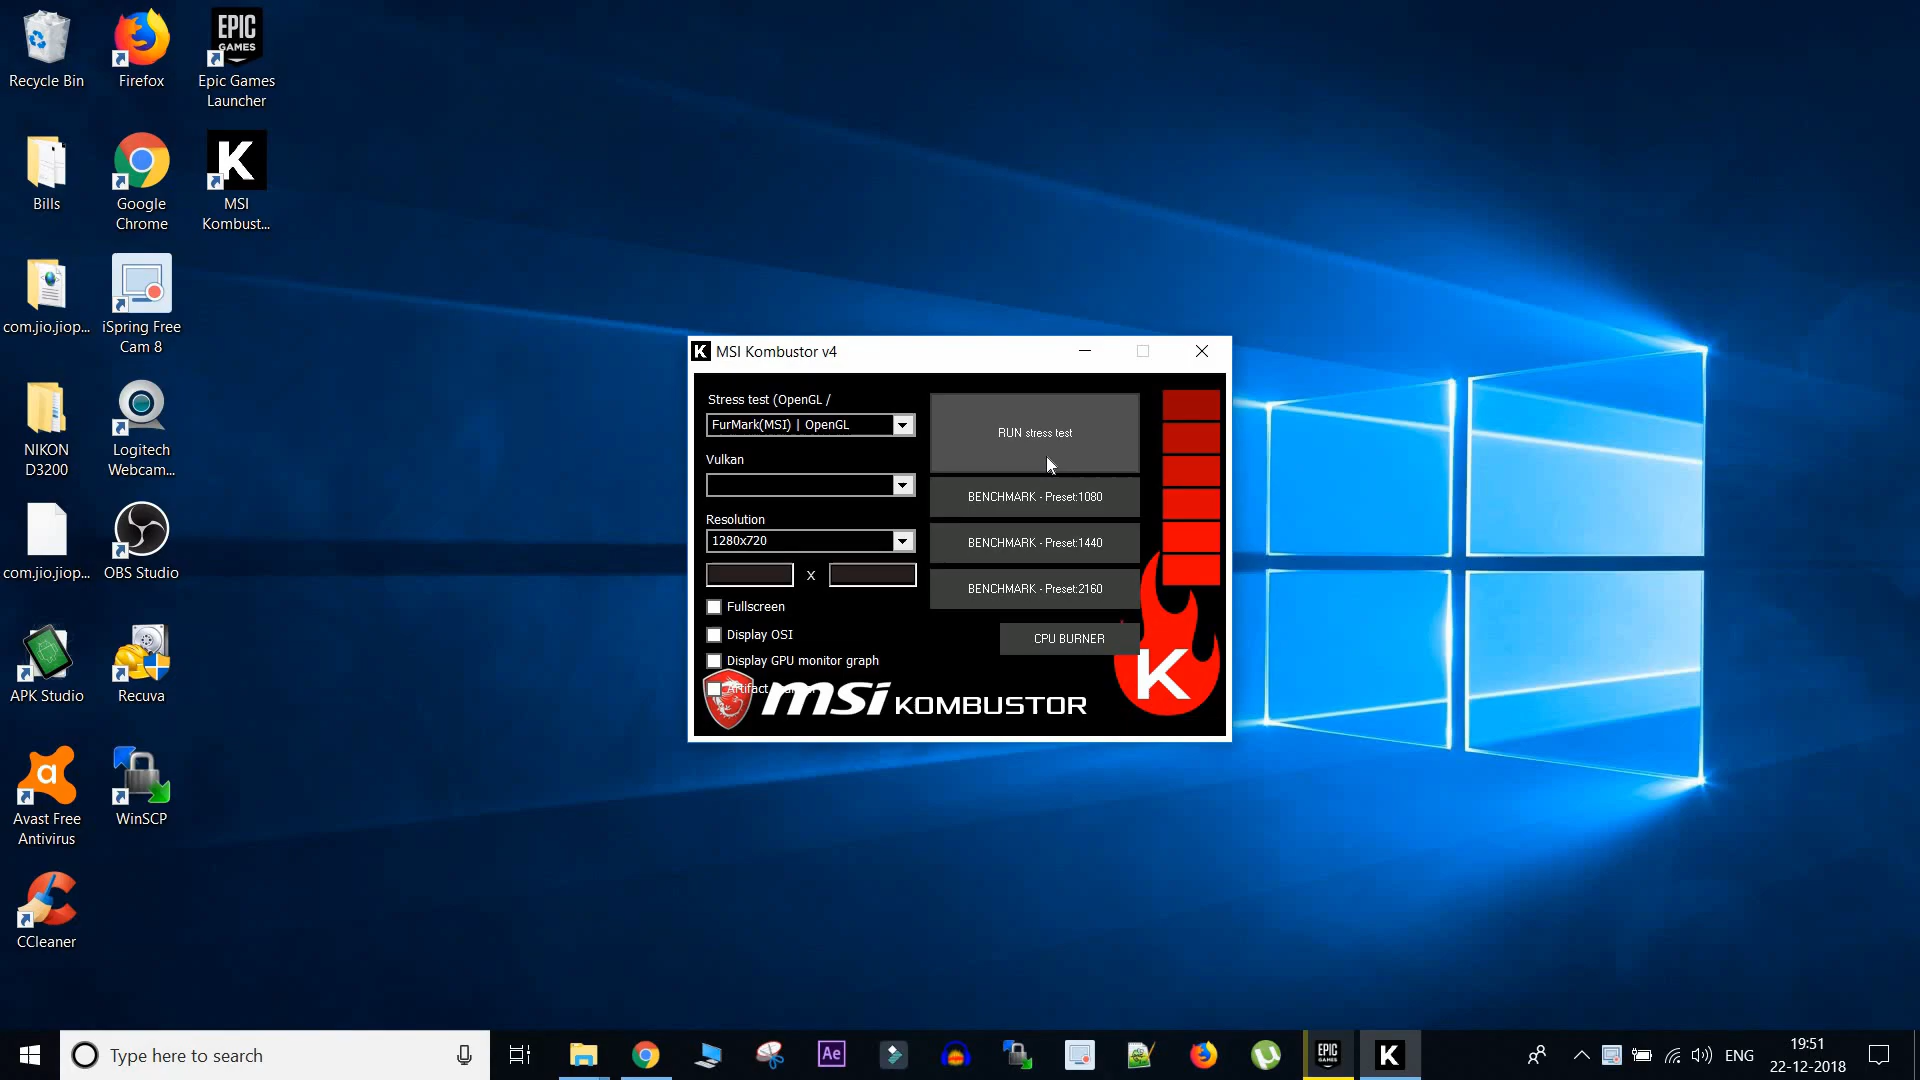 Recycle Bin
Firefox
EPIC
GAMES
Epic Games
Launcher
Bills
Google
Chrome
K
MSI
Kombust...
com.jio.jiop...
iSpring Free
Cam 8
NIKON
D3200
Logitech
Webcam...
com.jio.jiop...
OBS Studio
APK Studio
Recuva
a
Avast Free
Antivirus
WinSCP
CCleaner
K MSI Kombustor v4
Stress test (OpenGL /
FurMark(MSI) | OpenGL
Vulkan
Resolution
1280x720
x
Fullscreen
Display OSI
Display GPU monitor graph
Artifact
RUN stress test
BENCHMARK - Preset:1080
BENCHMARK - Preset:1440
BENCHMARK - Preset:2160
CPU BURNER
msi KOMBUSTOR
K
Type here to search
Ae
EPIC
GAMES
K
ENG
19:51
22-12-2018